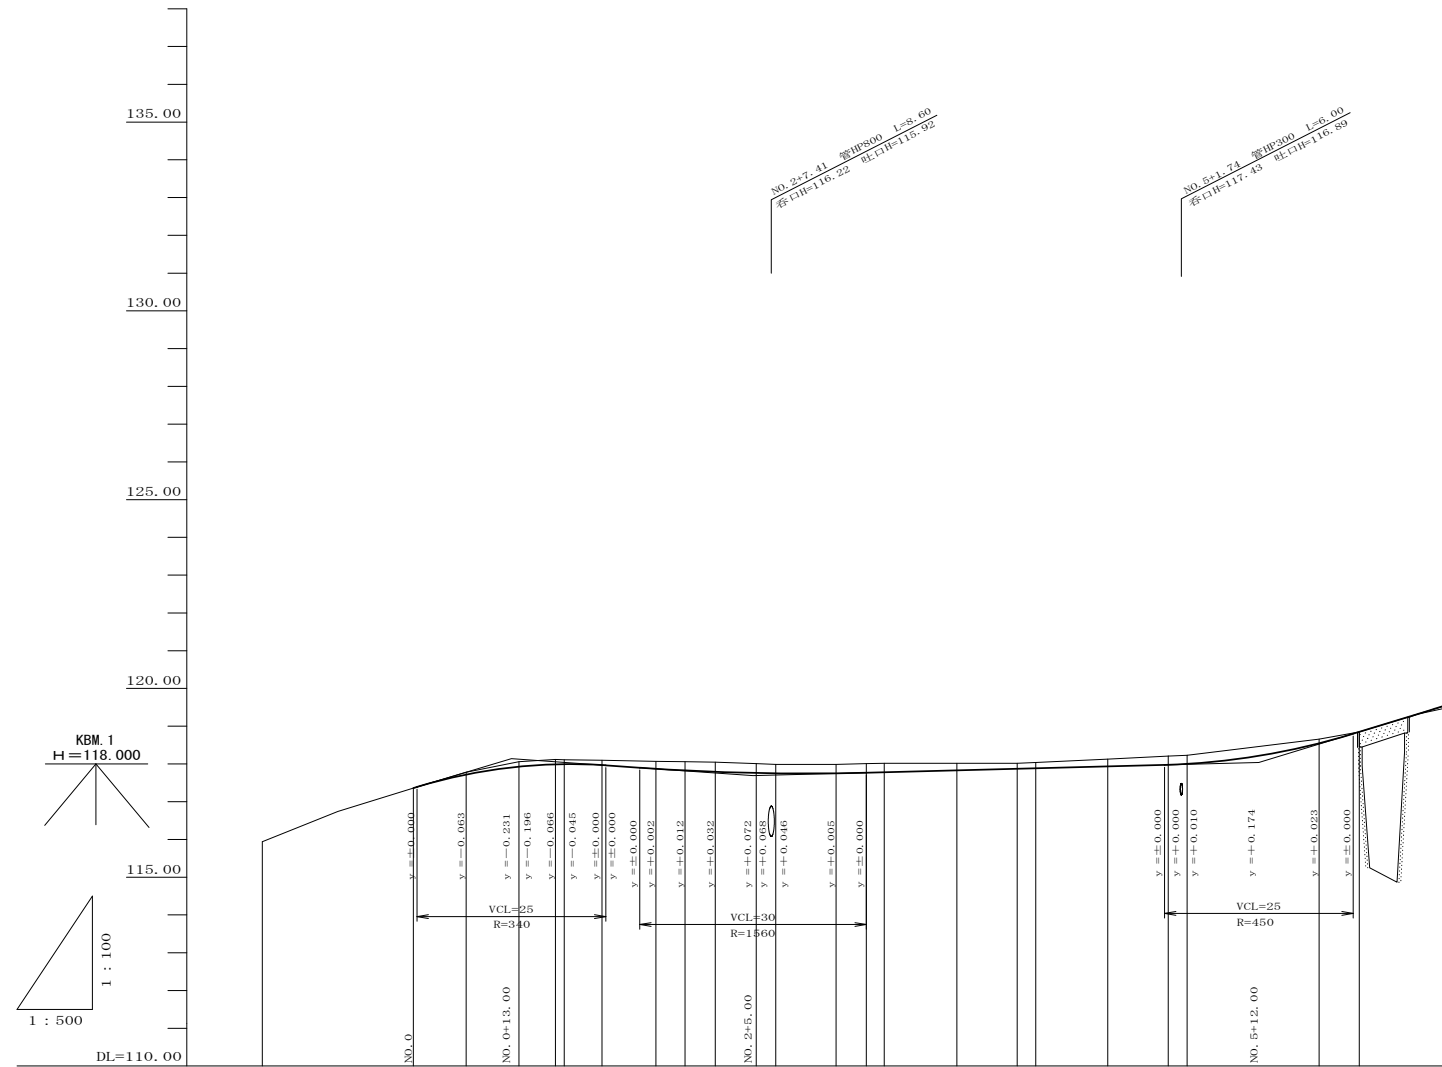 135.00
NO.2+7.41 管HP800 L=8.60
呑口H=116.22 吐口H=115.92
NO.5+1.74 管HP300 L=6.00
呑口H=117.43 吐口H=116.89
130.00
125.00
120.00
KBM.1
H=118.000
115.00
y=±0.000
y=－0.063
y=－0.231
y=－0.196
y=－0.066
y=－0.045
y=±0.000
y=±0.000
y=±0.000
y=＋0.002
y=＋0.012
y=＋0.032
y=＋0.072
y=＋0.068
y=＋0.046
y=＋0.005
y=±0.000
y=±0.000
y=＋0.000
y=＋0.010
y=＋0.174
y=＋0.023
y=±0.000
VCL=25
R=340
VCL=30
R=1560
VCL=25
R=450
1 : 100
1 : 500
NO.0
NO.0+13.00
NO.2+5.00
NO.5+12.00
DL=110.00